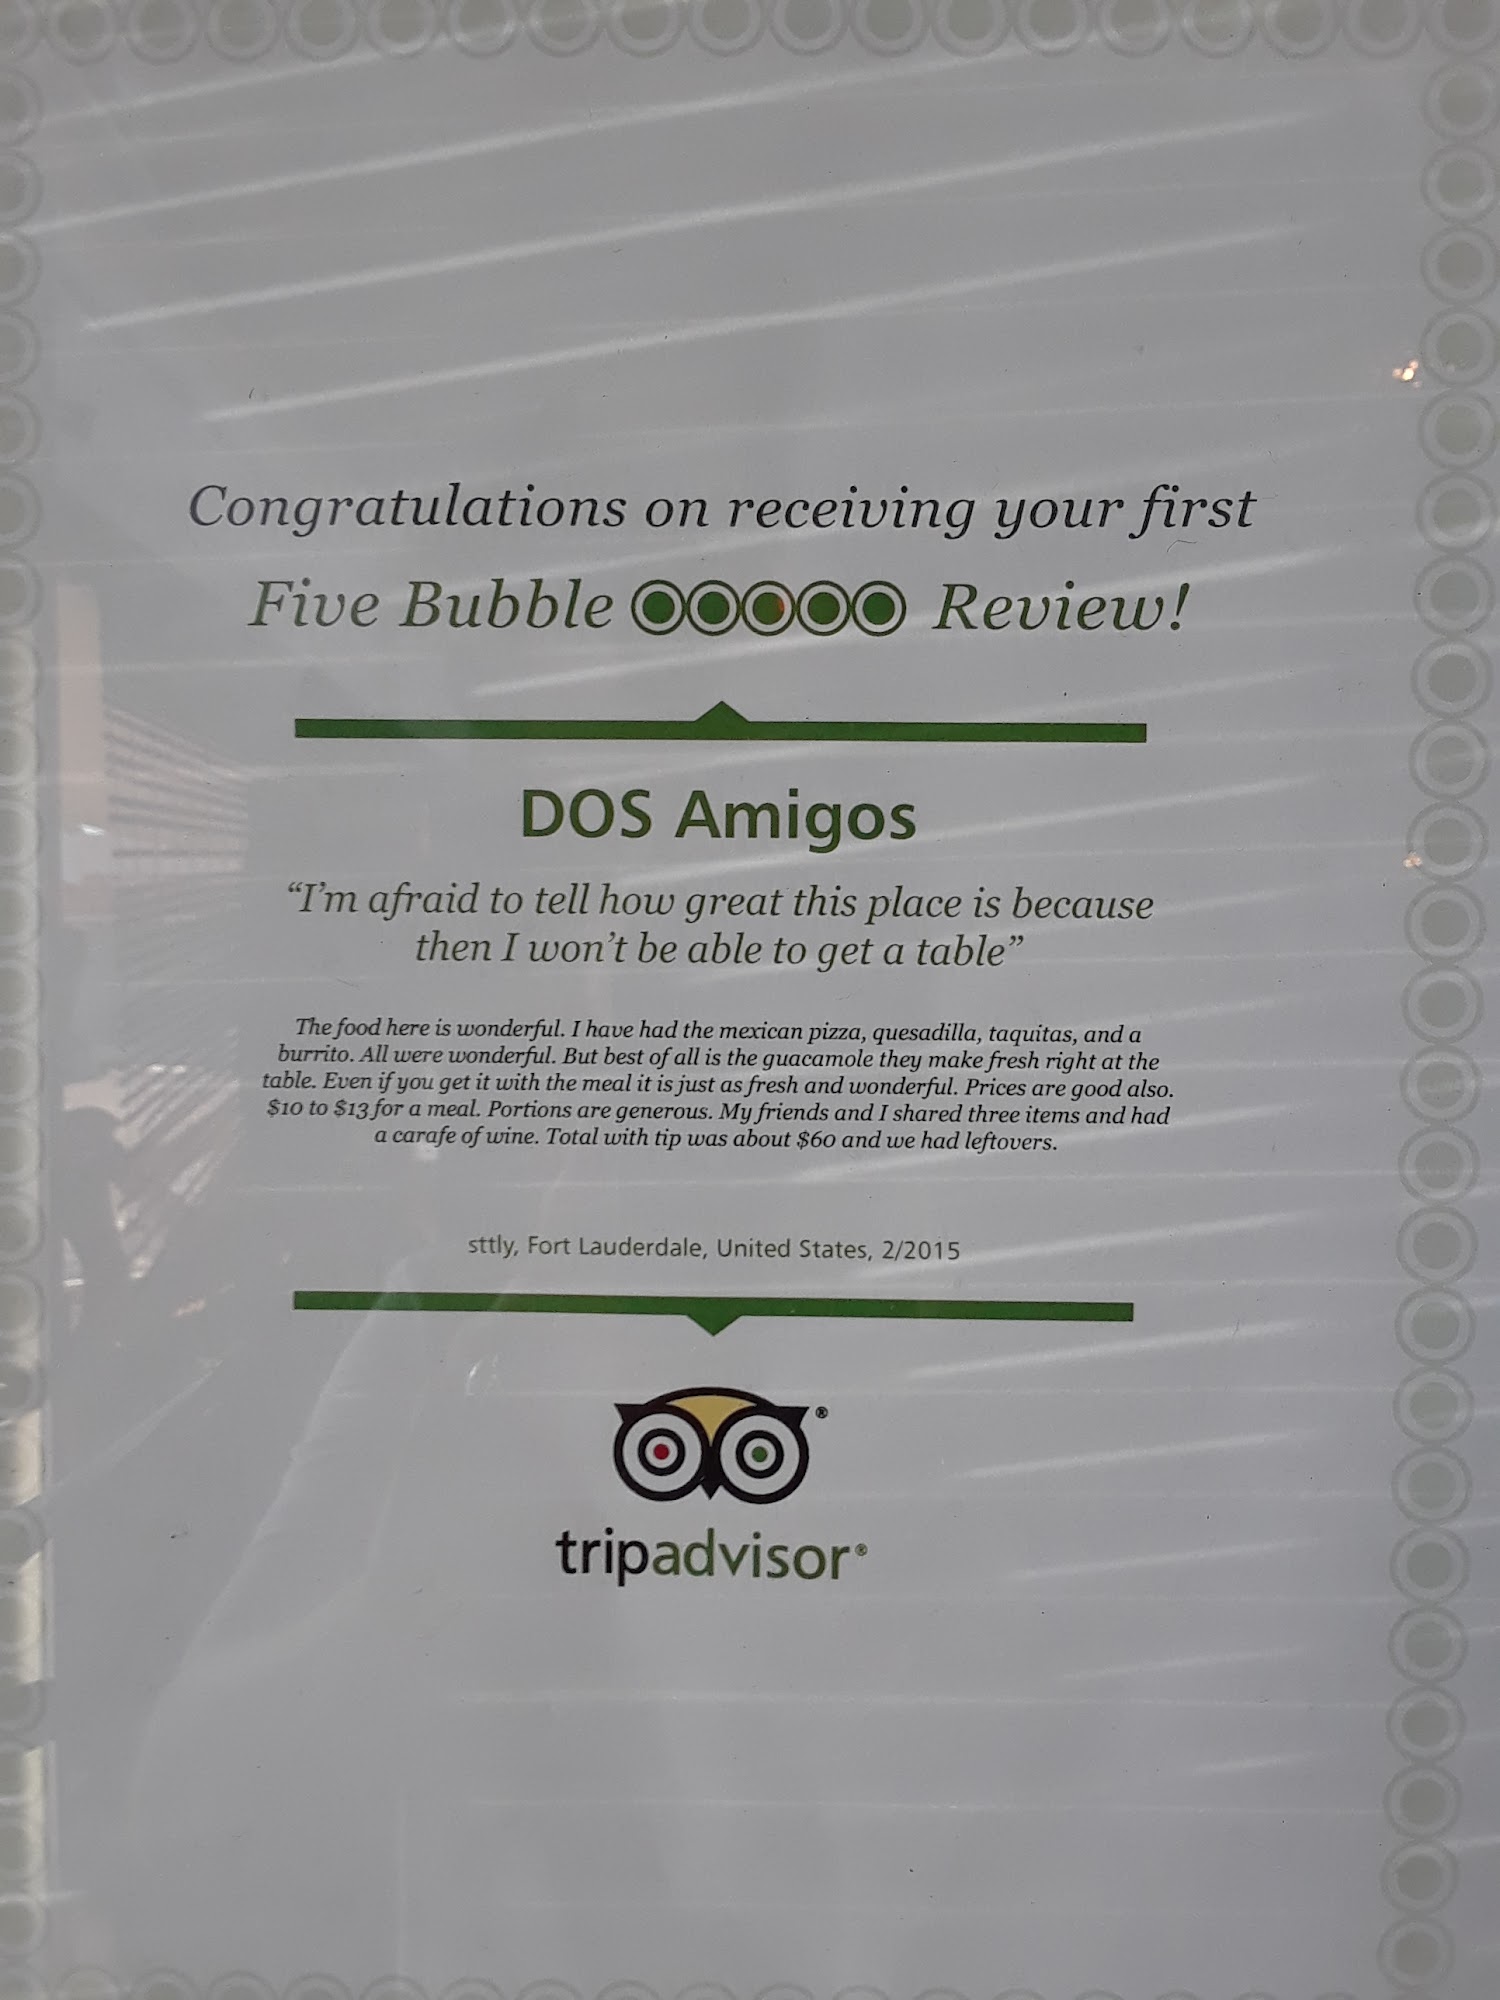 Congratulations on receiving your first
Five Bubble Review!
DOS Amigos
“I’m afraid to tell how great this place is because
then I won’t be able to get a table”
The food here is wonderful. I have had the mexican pizza, quesadilla, taquitas, and a
burrito. All were wonderful. But best of all is the guacamole they make fresh right at the
table. Even if you get it with the meal it is just as fresh and wonderful. Prices are good also.
$10 to $13 for a meal. Portions are generous. My friends and I shared three items and had
a carafe of wine. Total with tip was about $60 and we had leftovers.
sttly, Fort Lauderdale, United States, 2/2015
®
tripadvisor®